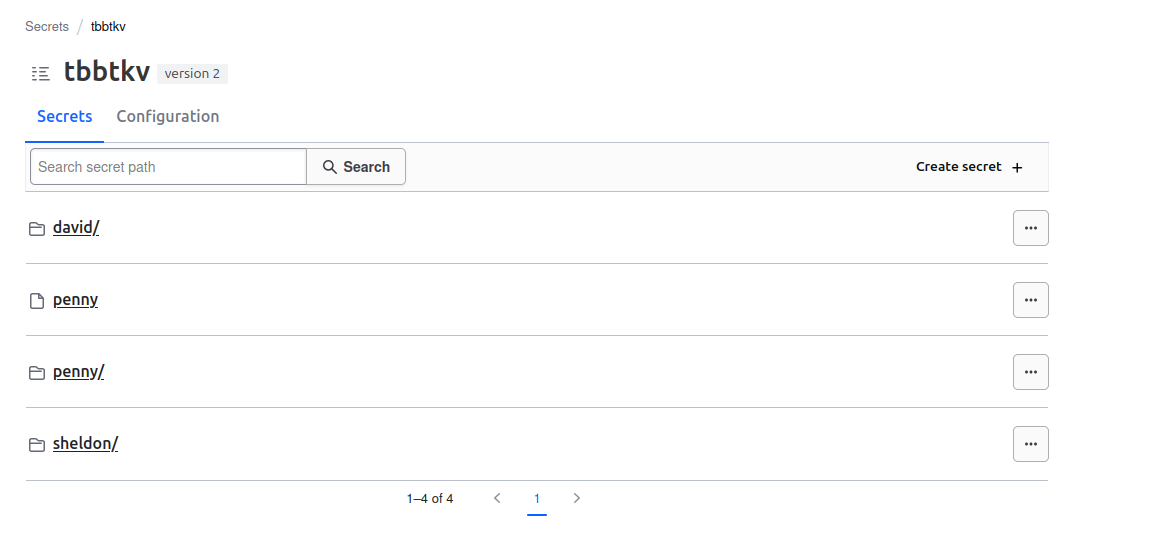 Secrets / tbbtkv
tbbtkv version 2
Secrets Configuration
Search secret path Search Create secret +
david/
penny
penny/
sheldon/
1–4 of 4 1